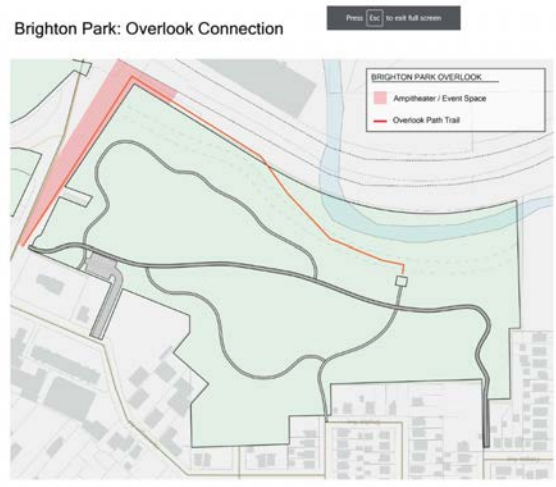 Brighton Park: Overlook Connection
Press Esc to exit full screen
BRIGHTON PARK OVERLOOK
Ampitheater / Event Space
Overlook Path Trail